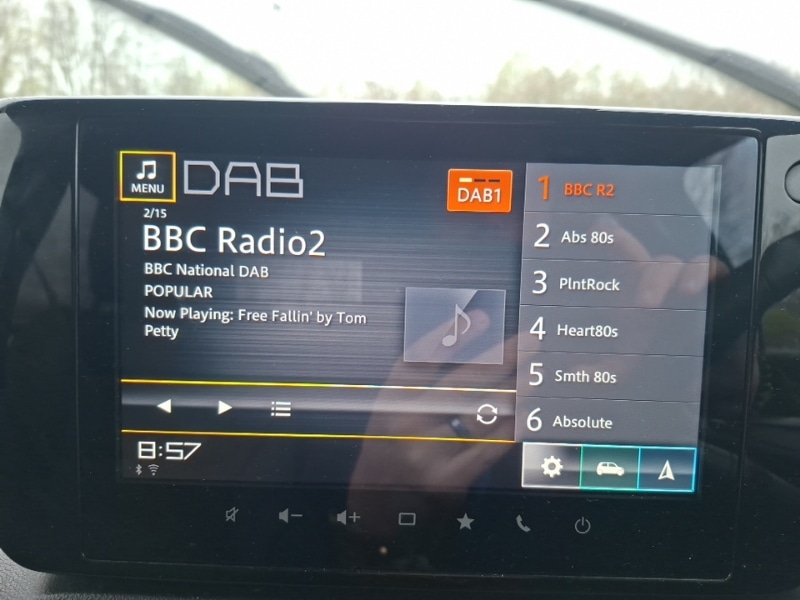 MENU
DAB
DAB1
2/15
BBC Radio2
BBC National DAB
POPULAR
Now Playing: Free Fallin' by Tom
Petty
1 BBC R2
2 Abs 80s
3 PlntRock
4 Heart80s
5 Smth 80s
6 Absolute
8:57